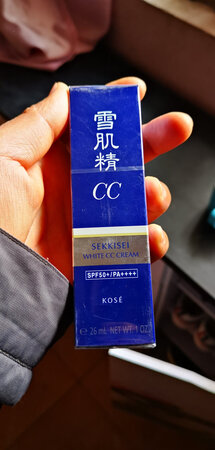 雪肌精
CC
SEKKISEI
WHITE CC CREAM
SPF50+/PA++++
KOSÉ
℮ 26 mL NET WT. 1 OZ.